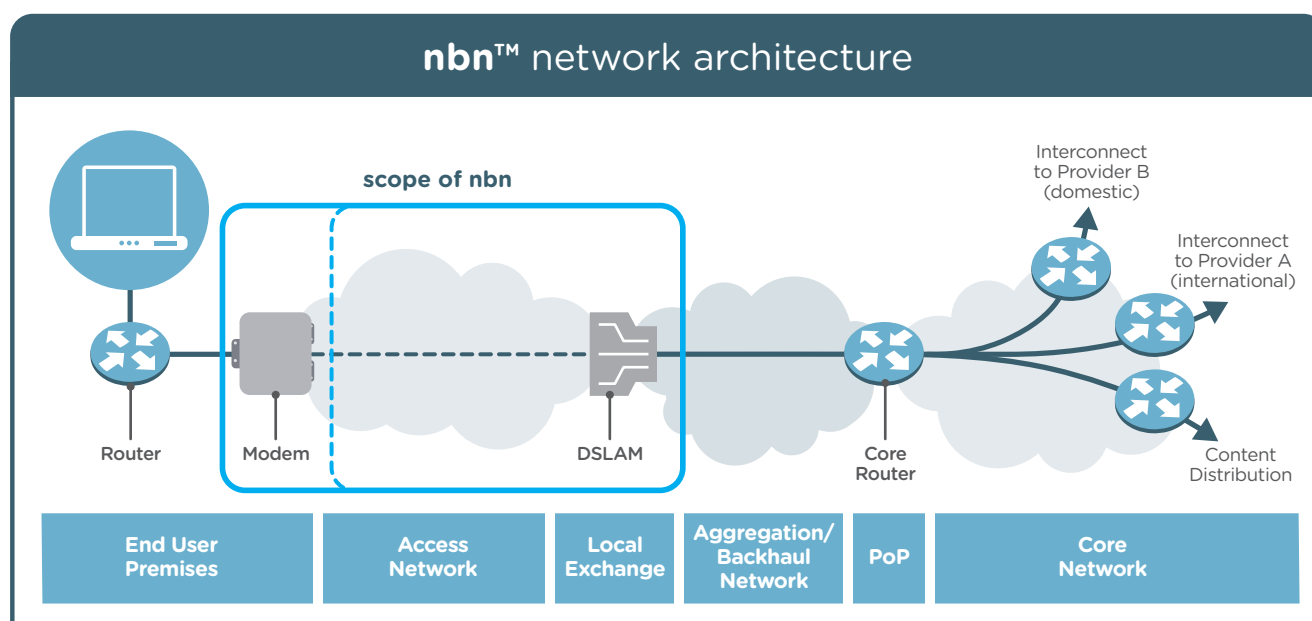 nbn™ network architecture
scope of nbn
Interconnect
to Provider B
(domestic)
Interconnect
to Provider A
(international)
Router
Modem
DSLAM
Core
Router
Content
Distribution
End User
Premises
Access
Network
Local
Exchange
Aggregation/
Backhaul
Network
PoP
Core
Network